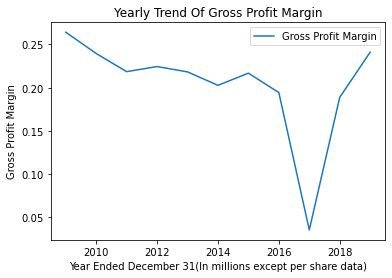 Yearly Trend Of Gross Profit Margin
Gross Profit Margin
0.25
0.20
0.15
0.10
0.05
Gross Profit Margin
2010
2012
2014
2016
2018
Year Ended December 31(In millions except per share data)